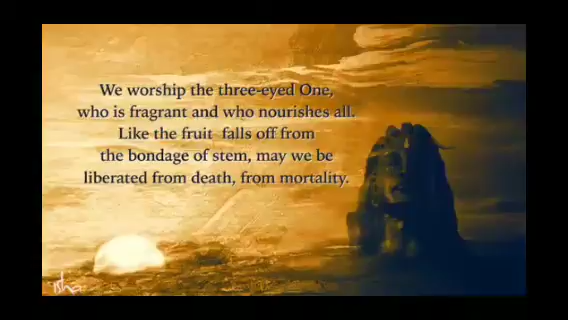 We worship the three-eyed One,
who is fragrant and who nourishes all.
Like the fruit falls off from
the bondage of stem, may we be
liberated from death, from mortality.
isha